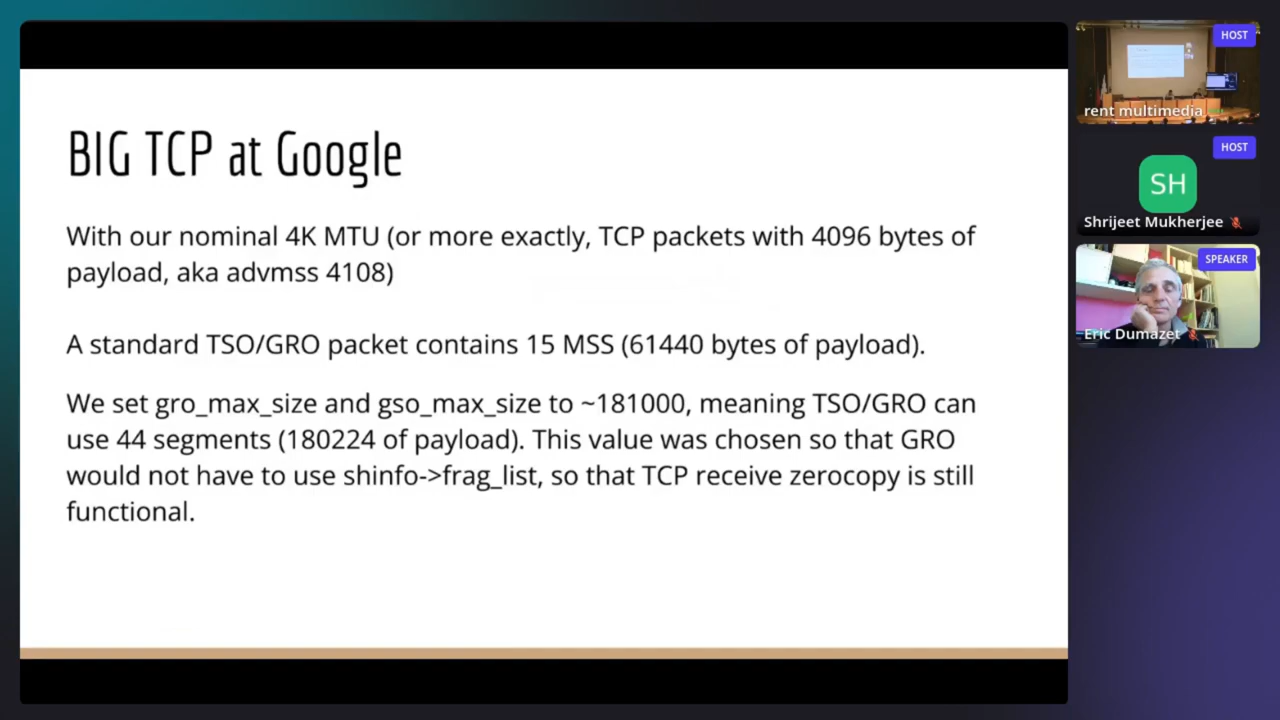 BIG TCP at Google
With our nominal 4K MTU (or more exactly, TCP packets with 4096 bytes of
payload, aka advmss 4108)
A standard TSO/GRO packet contains 15 MSS (61440 bytes of payload).
We set gro_max_size and gso_max_size to ~181000, meaning TSO/GRO can
use 44 segments (180224 of payload). This value was chosen so that GRO
would not have to use shinfo->frag_list, so that TCP receive zerocopy is still
functional.
HOST
rent multimedia
HOST
SH
Shrijeet Mukherjee
SPEAKER
Eric Dumazet